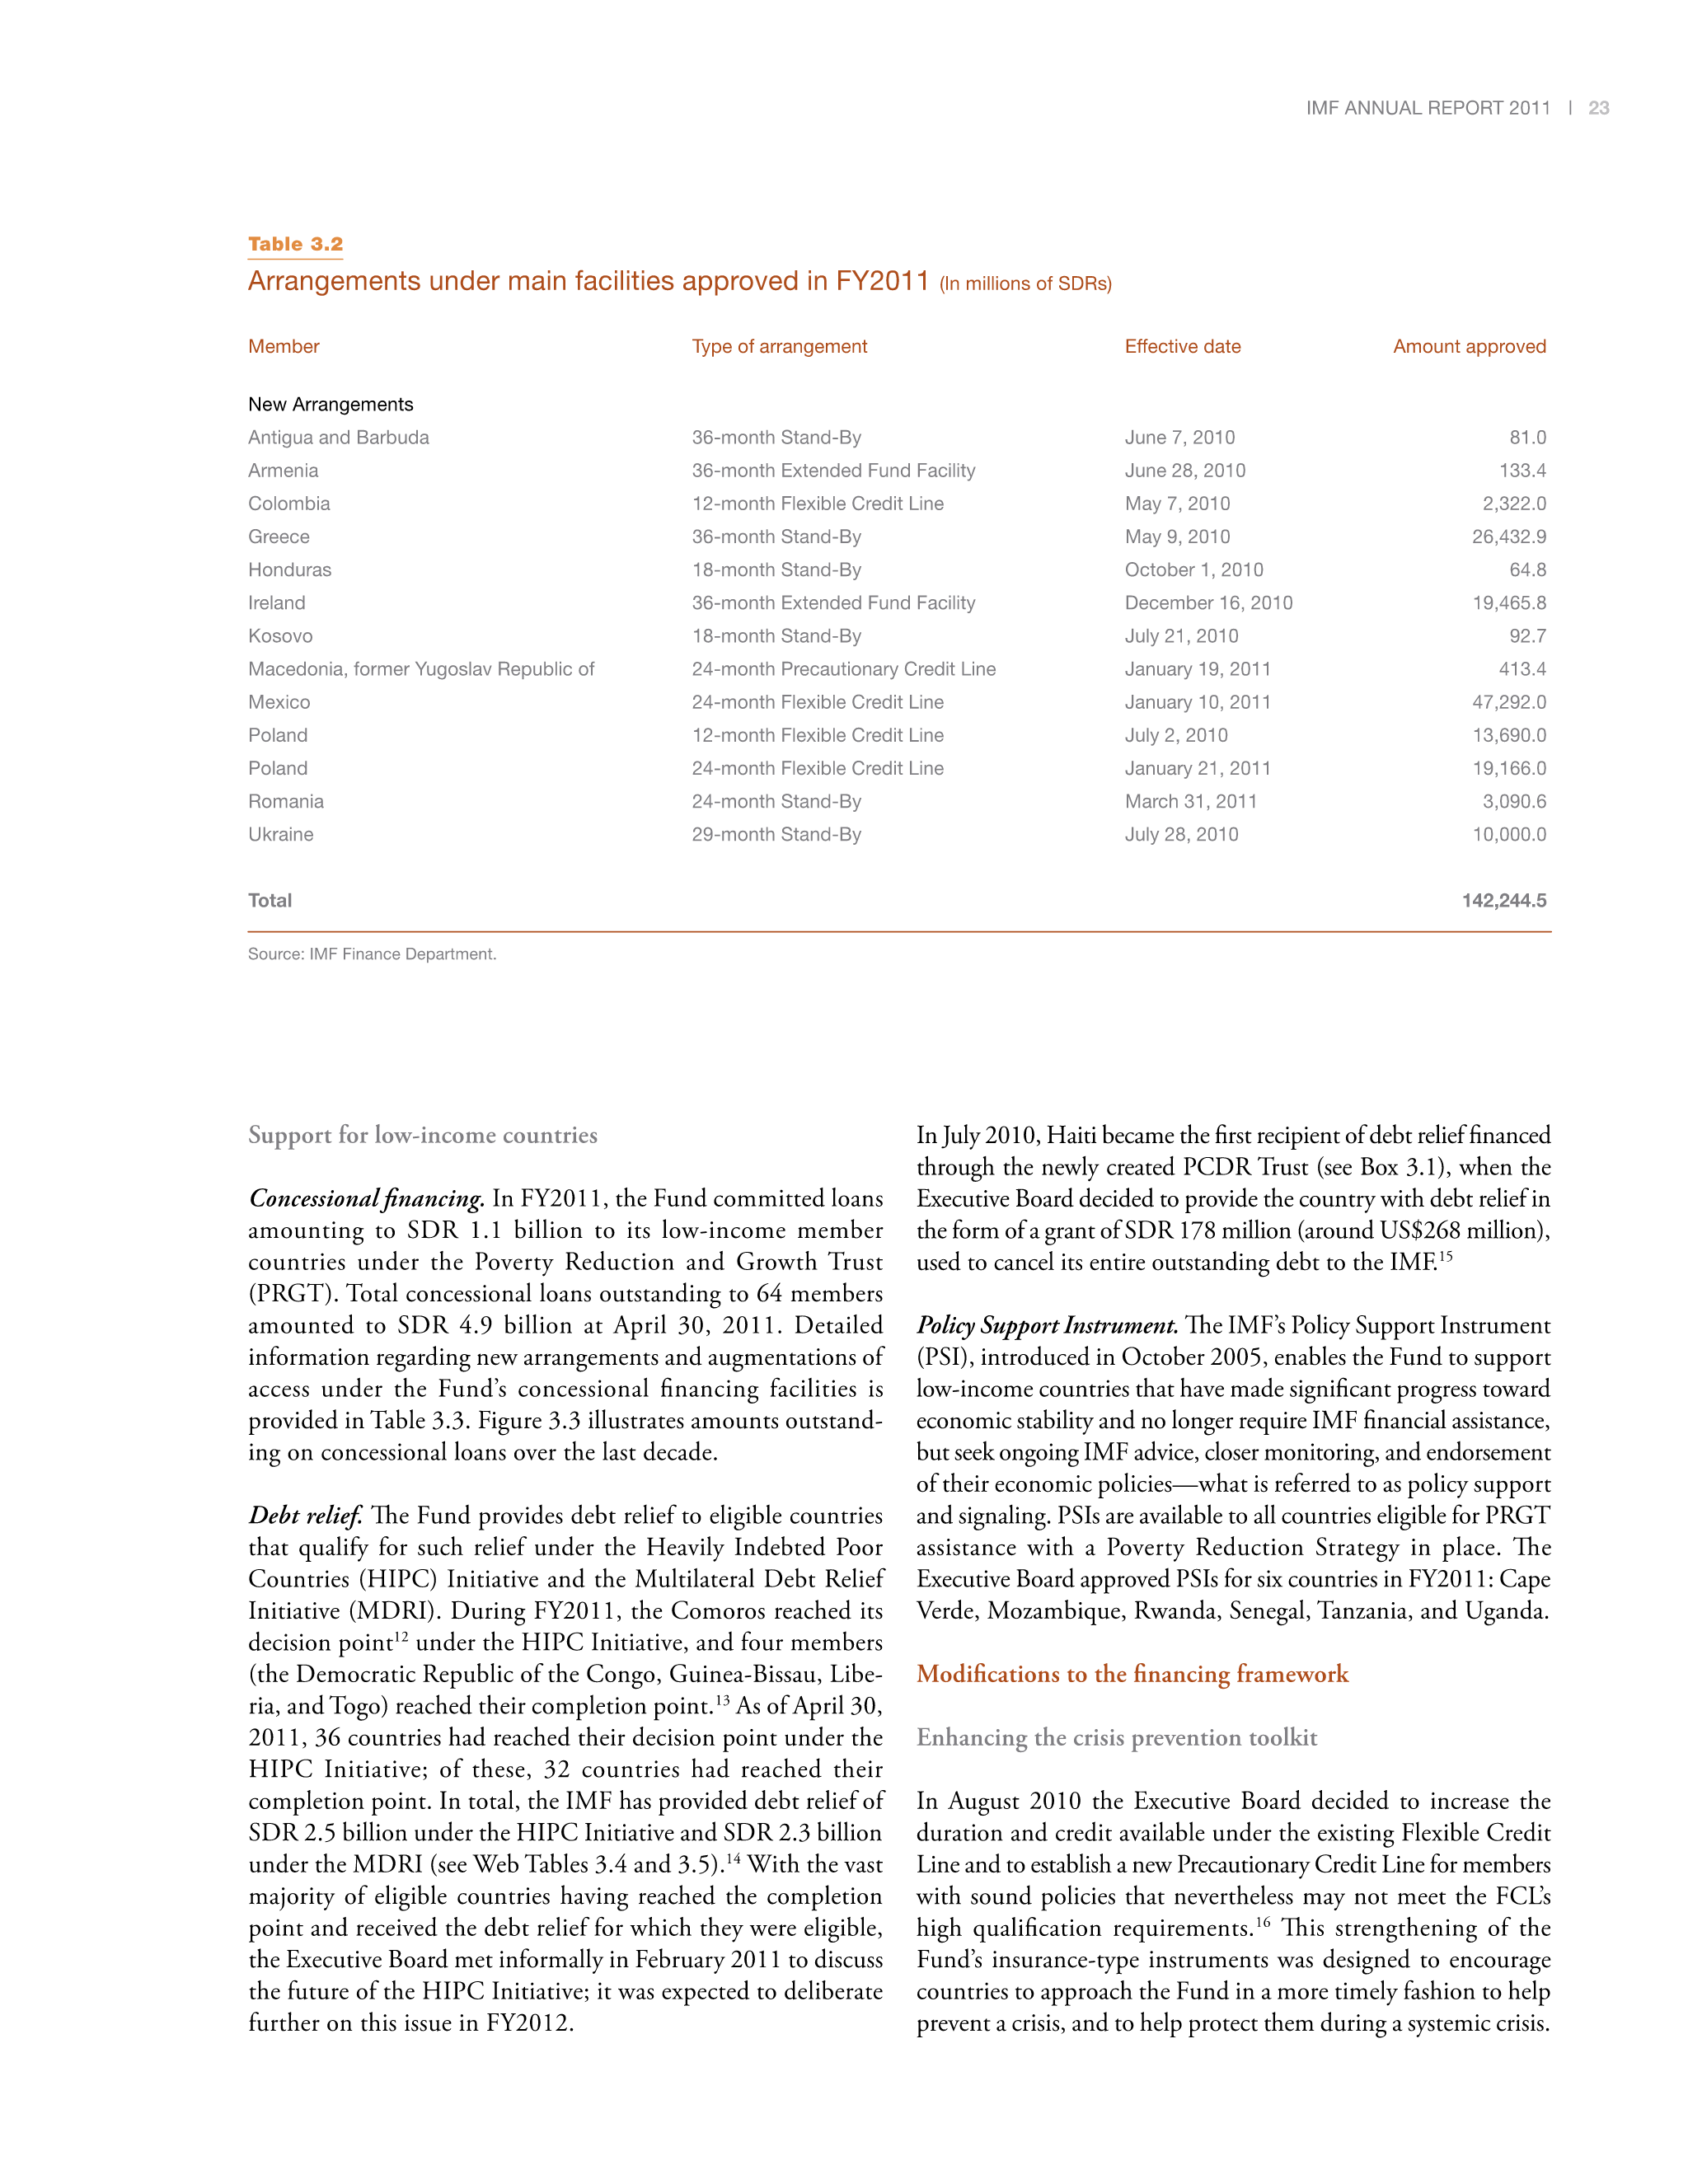 IMF ANNUAL REPORT 2011 | 23
Table 3.2
Arrangements under main facilities approved in FY2011 (In millions of SDRs)
Member Type of arrangement Effective date Amount approved
New Arrangements
Antigua and Barbuda 36-month Stand-By June 7, 2010 81.0
Armenia 36-month Extended Fund Facility June 28, 2010 133.4
Colombia 12-month Flexible Credit Line May 7, 2010 2,322.0
Greece 36-month Stand-By May 9, 2010 26,432.9
Honduras 18-month Stand-By October 1, 2010 64.8
Ireland 36-month Extended Fund Facility December 16, 2010 19,465.8
Kosovo 18-month Stand-By July 21, 2010 92.7
Macedonia, former Yugoslav Republic of 24-month Precautionary Credit Line January 19, 2011 413.4
Mexico 24-month Flexible Credit Line January 10, 2011 47,292.0
Poland 12-month Flexible Credit Line July 2, 2010 13,690.0
Poland 24-month Flexible Credit Line January 21, 2011 19,166.0
Romania 24-month Stand-By March 31, 2011 3,090.6
Ukraine 29-month Stand-By July 28, 2010 10,000.0
Total 142,244.5
Source: IMF Finance Department.
Support for low-income countries
Concessional financing. In FY2011, the Fund committed loans
amounting to SDR 1.1 billion to its low-income member
countries under the Poverty Reduction and Growth Trust
(PRGT). Total concessional loans outstanding to 64 members
amounted to SDR 4.9 billion at April 30, 2011. Detailed
information regarding new arrangements and augmentations of
access under the Fund's concessional financing facilities is
provided in Table 3.3. Figure 3.3 illustrates amounts outstand-
ing on concessional loans over the last decade.
Debt relief. The Fund provides debt relief to eligible countries
that qualify for such relief under the Heavily Indebted Poor
Countries (HIPC) Initiative and the Multilateral Debt Relief
Initiative (MDRI). During FY2011, the Comoros reached its
decision point12 under the HIPC Initiative, and four members
(the Democratic Republic of the Congo, Guinea-Bissau, Libe-
ria, and Togo) reached their completion point.13 As of April 30,
2011, 36 countries had reached their decision point under the
HIPC Initiative; of these, 32 countries had reached their
completion point. In total, the IMF has provided debt relief of
SDR 2.5 billion under the HIPC Initiative and SDR 2.3 billion
under the MDRI (see Web Tables 3.4 and 3.5).14 With the vast
majority of eligible countries having reached the completion
point and received the debt relief for which they were eligible,
the Executive Board met informally in February 2011 to discuss
the future of the HIPC Initiative; it was expected to deliberate
further on this issue in FY2012.
In July 2010, Haiti became the first recipient of debt relief financed
through the newly created PCDR Trust (see Box 3.1), when the
Executive Board decided to provide the country with debt relief in
the form of a grant of SDR 178 million (around US$268 million),
used to cancel its entire outstanding debt to the IMF.15
Policy Support Instrument. The IMF's Policy Support Instrument
(PSI), introduced in October 2005, enables the Fund to support
low-income countries that have made significant progress toward
economic stability and no longer require IMF financial assistance,
but seek ongoing IMF advice, closer monitoring, and endorsement
of their economic policies—what is referred to as policy support
and signaling. PSIs are available to all countries eligible for PRGT
assistance with a Poverty Reduction Strategy in place. The
Executive Board approved PSIs for six countries in FY2011: Cape
Verde, Mozambique, Rwanda, Senegal, Tanzania, and Uganda.
Modifications to the financing framework
Enhancing the crisis prevention toolkit
In August 2010 the Executive Board decided to increase the
duration and credit available under the existing Flexible Credit
Line and to establish a new Precautionary Credit Line for members
with sound policies that nevertheless may not meet the FCL's
high qualification requirements.16 This strengthening of the
Fund's insurance-type instruments was designed to encourage
countries to approach the Fund in a more timely fashion to help
prevent a crisis, and to help protect them during a systemic crisis.